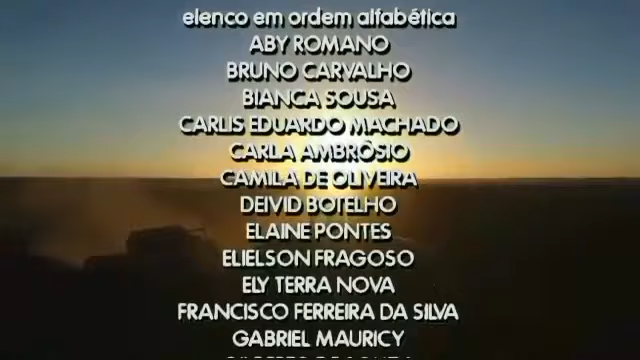 elenco em ordem alfabética
ABY ROMANO
BRUNO CARVALHO
BIANCA SOUSA
CARLIS EDUARDO MACHADO
CARLA AMBRÔSIO
CAMILA DE OLIVEIRA
DEIVID BOTELHO
ELAINE PONTES
ELIELSON FRAGOSO
ELY TERRA NOVA
FRANCISCO FERREIRA DA SILVA
GABRIEL MAURICY